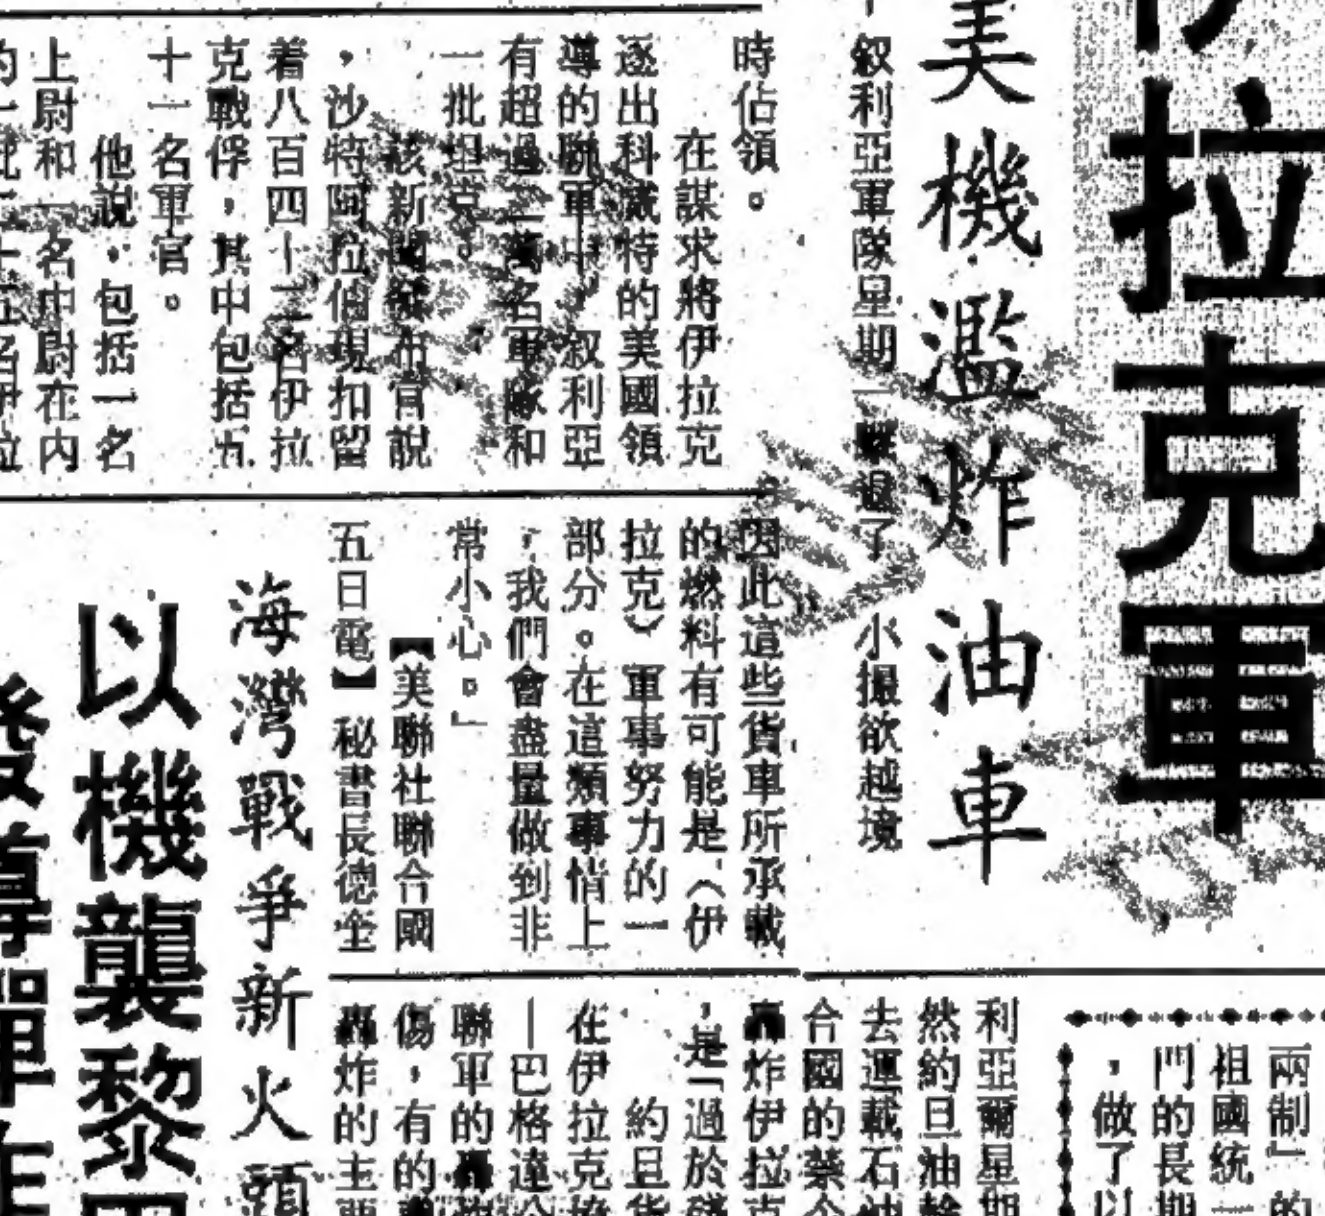 拉克軍
美機濫炸油車
叙利亞軍隊星期一擊退了
小撮欲越境
時佔領。
在謀求將伊拉克
逐出科威特的美國領
導的聯軍中，叙利亞
有超過一萬名軍隊和
一批坦克。
該新聞發布官說
，沙特阿拉伯現扣留
着八百四十二名伊拉
克戰俘，其中包括九
十一名軍官。
他說，包括一名
上尉和一名中尉在内
因此這些貨車所承載
的燃料有可能是（伊
拉克）軍事努力的一
部分。在這類事情上
，我們會盡量做到非
常小心。」
【美聯社聯合國
五日電】秘書長德奎
海灣戰爭新火頭
以機襲黎
導彈炸
利亞爾星期
然約旦油輪
去運載石油
合國的禁令
轟炸伊拉克
，是「過於
約旦貨
在伊拉克
—巴格達公
聯軍的轟炸
傷，有的
轟炸的主要
兩制』的
祖國統一
門的長期
，做了以